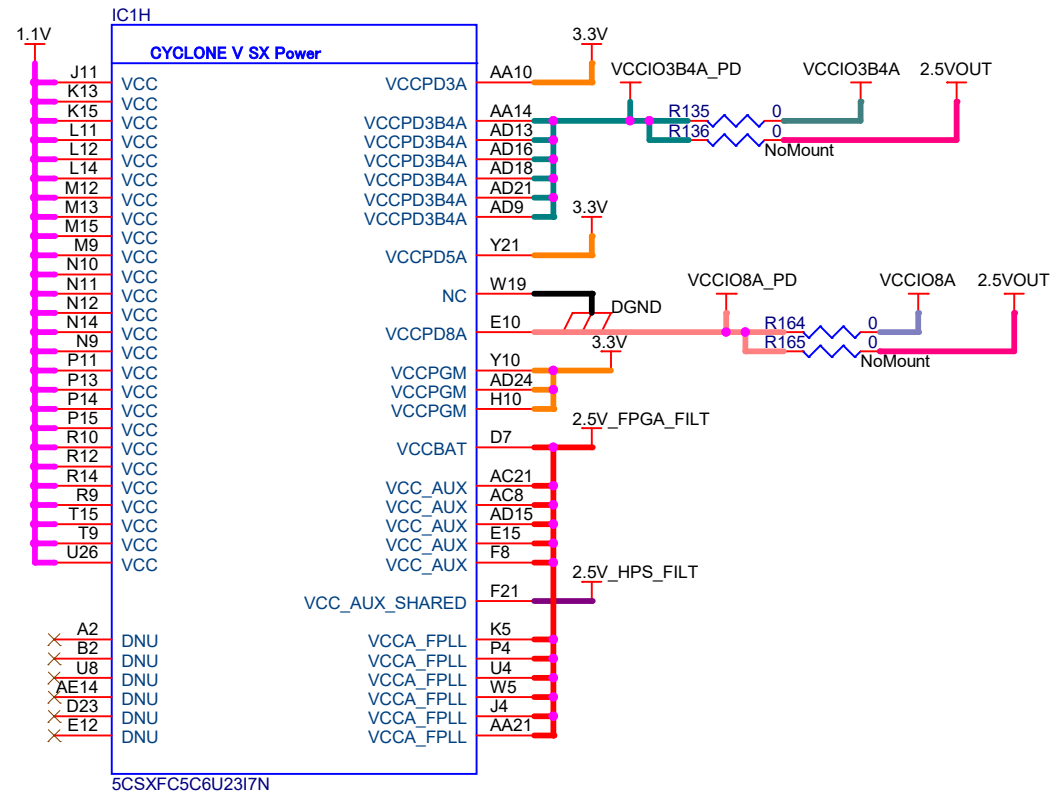 IC1H
1.1V
CYCLONE V SX Power
3.3V
J11 VCC
K13 VCC
K15 VCC
L11 VCC
L12 VCC
L14 VCC
M12 VCC
M13 VCC
M15 VCC
M9 VCC
N10 VCC
N11 VCC
N12 VCC
N14 VCC
N9 VCC
P11 VCC
P13 VCC
P14 VCC
P15 VCC
R10 VCC
R12 VCC
R14 VCC
R9 VCC
T15 VCC
T9 VCC
U26 VCC
A2 DNU
B2 DNU
U8 DNU
AE14 DNU
D23 DNU
E12 DNU
VCCPD3A AA10
VCCPD3B4A AA14
VCCPD3B4A AD13
VCCPD3B4A AD16
VCCPD3B4A AD18
VCCPD3B4A AD21
VCCPD3B4A AD9
VCCPD5A Y21
NC W19
VCCPD8A E10
VCCPGM Y10
VCCPGM AD24
VCCPGM H10
VCCBAT D7
VCC_AUX AC21
VCC_AUX AC8
VCC_AUX AD15
VCC_AUX E15
VCC_AUX F8
VCC_AUX_SHARED F21
VCCA_FPLL K5
VCCA_FPLL P4
VCCA_FPLL U4
VCCA_FPLL W5
VCCA_FPLL J4
VCCA_FPLL AA21
VCCIO3B4A_PD VCCIO3B4A 2.5VOUT
R135 0
R136 0
NoMount
3.3V
VCCIO8A_PD VCCIO8A 2.5VOUT
DGND
R164 0
R165 0
NoMount
3.3V
2.5V_FPGA_FILT
2.5V_HPS_FILT
5CSXFC5C6U23I7N